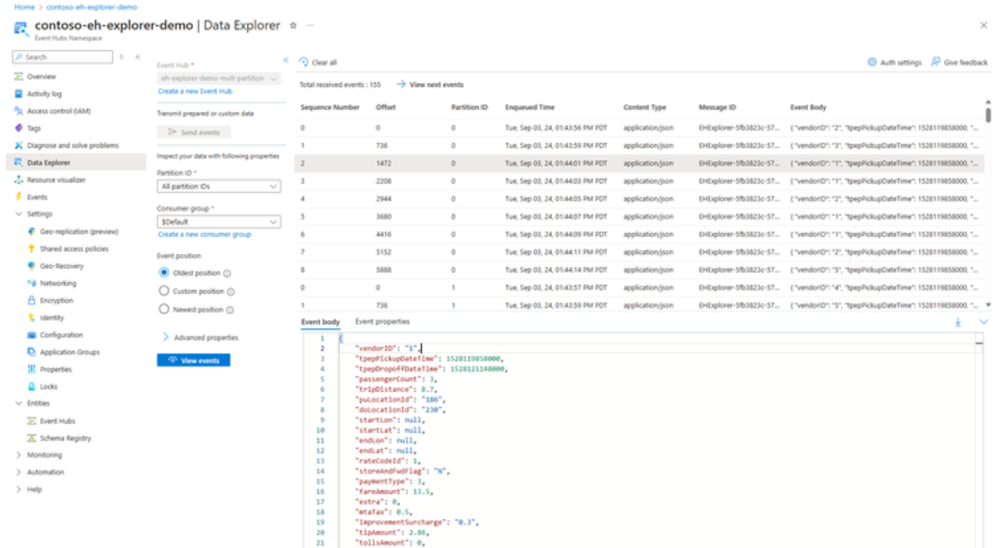 Home > contoso-eh-explorer-demo
contoso-eh-explorer-demo | Data Explorer
Event Hubs Namespace
Search
Overview
Activity log
Access control (IAM)
Tags
Diagnose and solve problems
Data Explorer
Resource visualizer
Events
Settings
Geo-replication (preview)
Shared access policies
Geo-Recovery
Networking
Encryption
Identity
Configuration
Application Groups
Properties
Locks
Entities
Event Hubs
Schema Registry
Monitoring
Automation
Help
Event Hub *
eh-explorer-demo-mult-partition
Create a new Event Hub
Transmit prepared or custom data
Send events
Inspect your data with following properties
Partition ID *
All partition IDs
Consumer group *
$Default
Create a new consumer group
Event position
Oldest position
Custom position
Newest position
Advanced properties
View events
Clear all
Auth settings Give feedback
Total received events : 155 View next events
Sequence Number Offset Partition ID Enqueued Time Content Type Message ID Event Body
0 0 0 Tue, Sep 03, 24, 01:43:56 PM PDT application/json EHExplorer-5fb3823c-57... { "vendorID": "2", "tpepPickupDateTime": 1528119858000, "...
1 736 0 Tue, Sep 03, 24, 01:43:59 PM PDT application/json EHExplorer-5fb3823c-57... { "vendorID": "3", "tpepPickupDateTime": 1528119858000, "...
2 1472 0 Tue, Sep 03, 24, 01:44:01 PM PDT application/json EHExplorer-5fb3823c-57... { "vendorID": "1", "tpepPickupDateTime": 1528119858000, "...
3 2208 0 Tue, Sep 03, 24, 01:44:03 PM PDT application/json EHExplorer-5fb3823c-57... { "vendorID": "1", "tpepPickupDateTime": 1528119858000, "...
4 2944 0 Tue, Sep 03, 24, 01:44:05 PM PDT application/json EHExplorer-5fb3823c-57... { "vendorID": "2", "tpepPickupDateTime": 1528119858000, "...
5 3680 0 Tue, Sep 03, 24, 01:44:07 PM PDT application/json EHExplorer-5fb3823c-57... { "vendorID": "1", "tpepPickupDateTime": 1528119858000, "...
6 4416 0 Tue, Sep 03, 24, 01:44:09 PM PDT application/json EHExplorer-5fb3823c-57... { "vendorID": "1", "tpepPickupDateTime": 1528119858000, "...
7 5152 0 Tue, Sep 03, 24, 01:44:11 PM PDT application/json EHExplorer-5fb3823c-57... { "vendorID": "2", "tpepPickupDateTime": 1528119858000, "...
8 5888 0 Tue, Sep 03, 24, 01:44:14 PM PDT application/json EHExplorer-5fb3823c-57... { "vendorID": "5", "tpepPickupDateTime": 1528119858000, "...
0 0 1 Tue, Sep 03, 24, 01:43:57 PM PDT application/json EHExplorer-5fb3823c-57... { "vendorID": "4", "tpepPickupDateTime": 1528119858000, "...
1 736 1 Tue, Sep 03, 24, 01:43:59 PM PDT application/json EHExplorer-5fb3823c-57... { "vendorID": "5", "tpepPickupDateTime": 1528119858000, "...
Event body Event properties
1 {
2 "vendorID": "1",
3 "tpepPickupDateTime": 1528119858000,
4 "tpepDropoffDateTime": 1528121148000,
5 "passengerCount": 3,
6 "tripDistance": 8.7,
7 "puLocationId": "186",
8 "doLocationId": "230",
9 "startLon": null,
10 "startLat": null,
11 "endLon": null,
12 "endLat": null,
13 "rateCodeId": 1,
14 "storeAndFwdFlag": "N",
15 "paymentType": 3,
16 "fareAmount": 13.5,
17 "extra": 0,
18 "mtaTax": 0.5,
19 "improvementSurcharge": "0.3",
20 "tipAmount": 2.86,
21 "tollsAmount": 0,